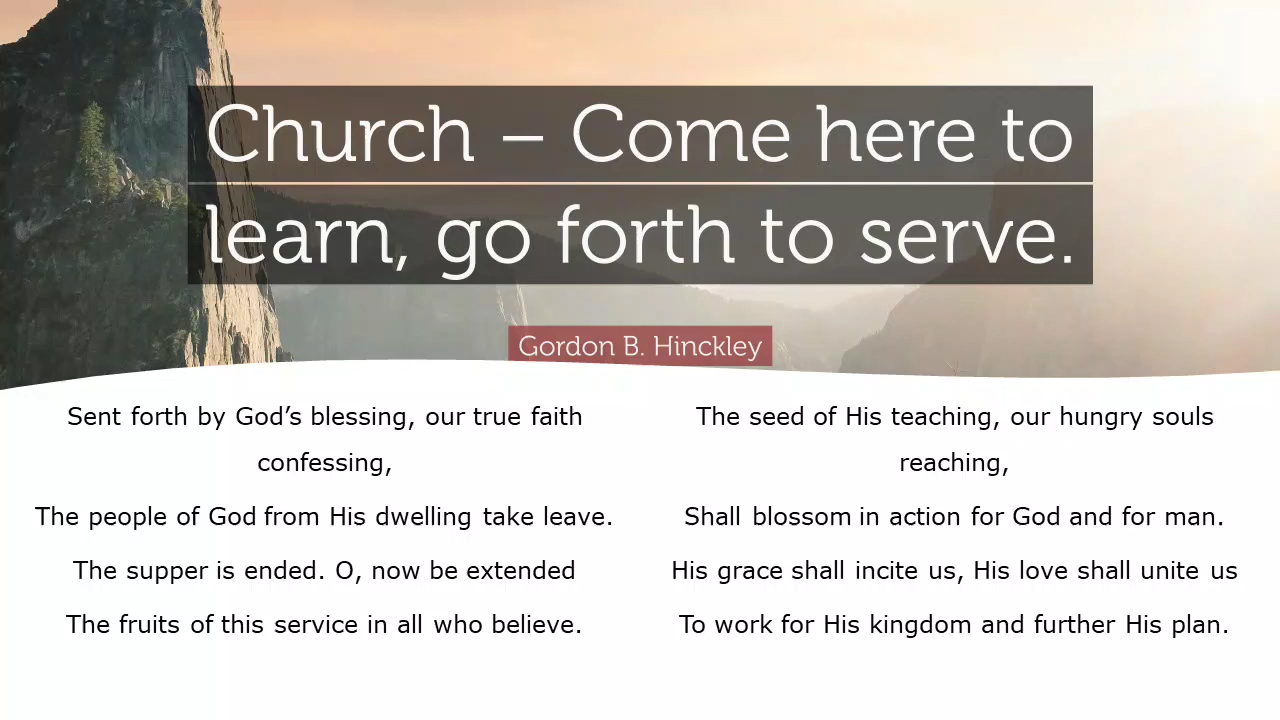 Church – Come here to
learn, go forth to serve.
Gordon B. Hinckley
Sent forth by God’s blessing, our true faith
confessing,
The people of God from His dwelling take leave.
The supper is ended. O, now be extended
The fruits of this service in all who believe.
The seed of His teaching, our hungry souls
reaching,
Shall blossom in action for God and for man.
His grace shall incite us, His love shall unite us
To work for His kingdom and further His plan.